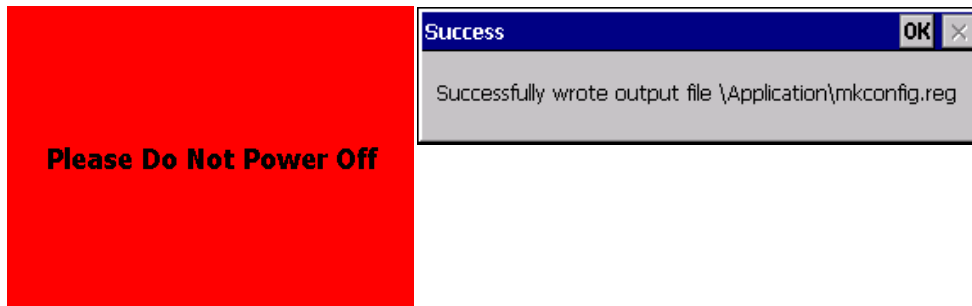 Please Do Not Power Off
Success
OK
Successfully wrote output file \Application\mkconfig.reg